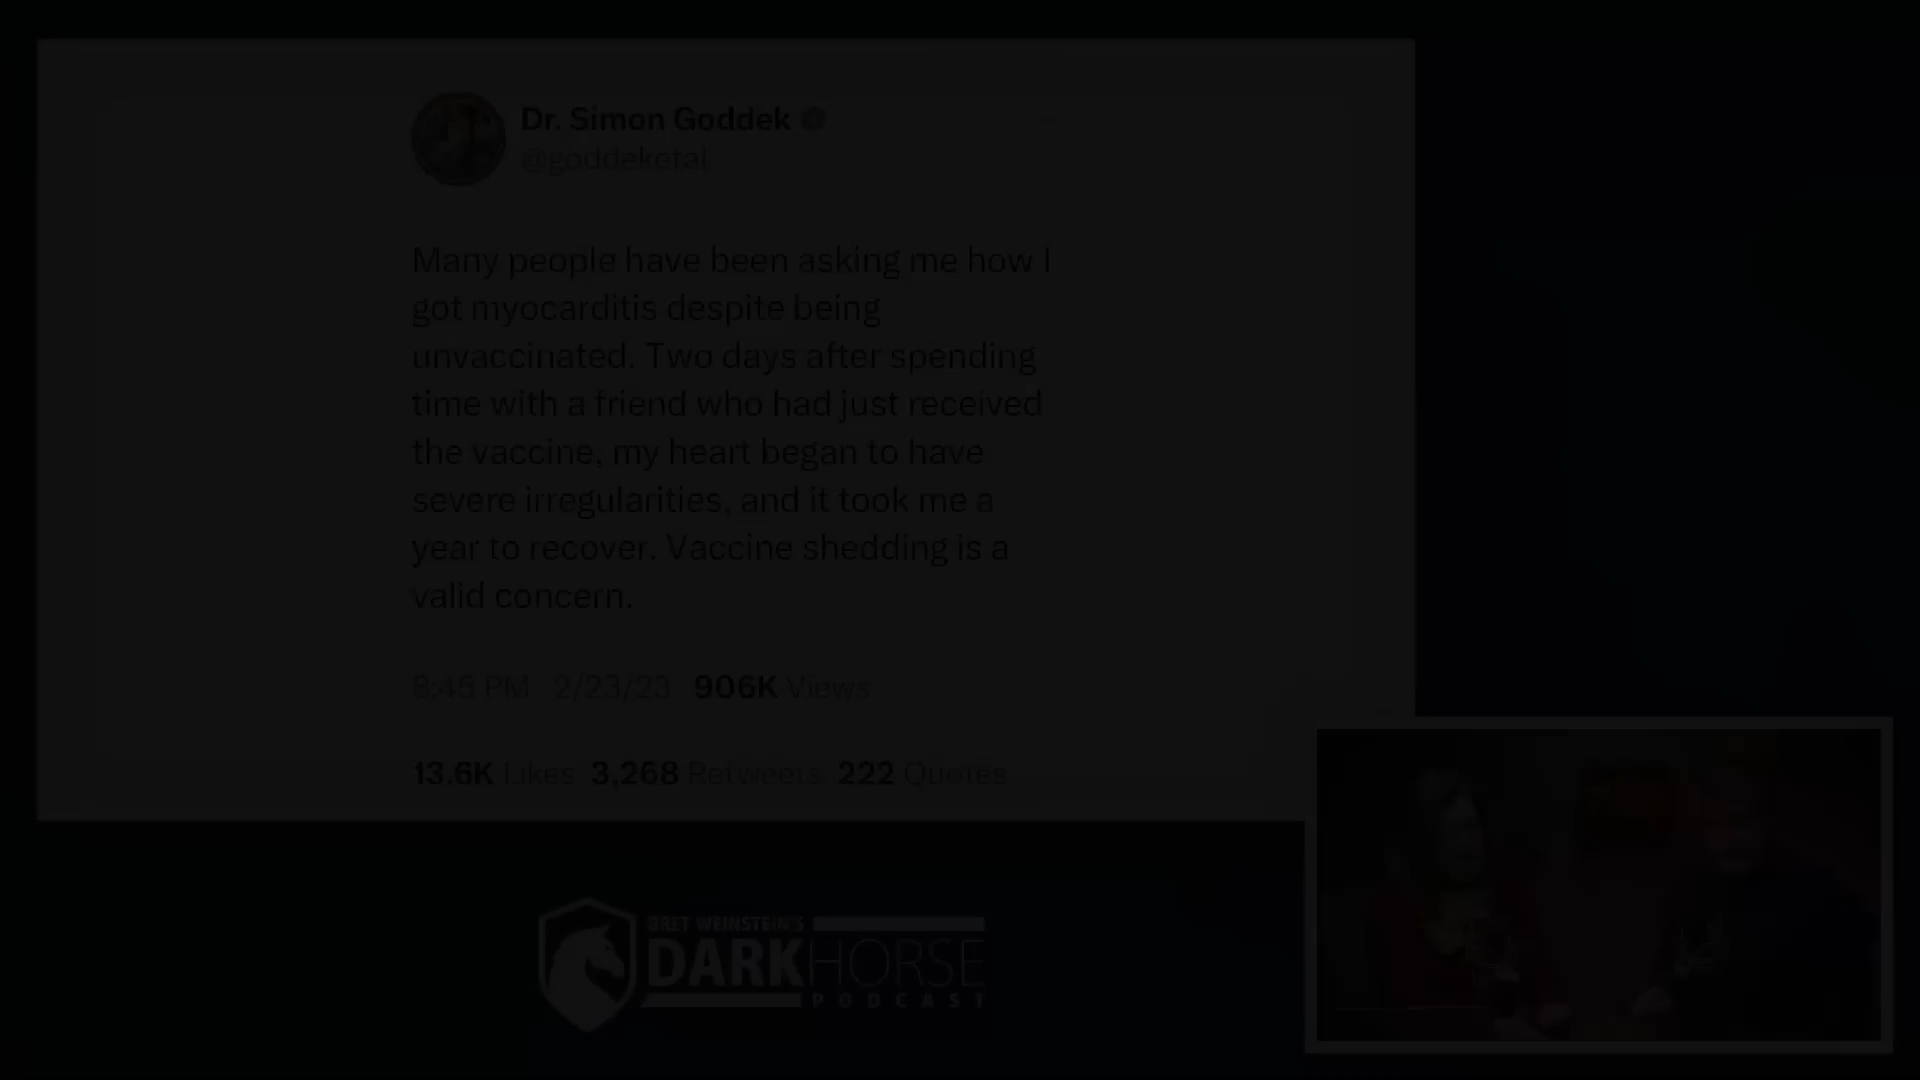 Dr. Simon Goddek
@goddeketal
Many people have been asking me how I
got myocarditis despite being
unvaccinated. Two days after spending
time with a friend who had just received
the vaccine, my heart began to have
severe irregularities, and it took me a
year to recover. Vaccine shedding is a
valid concern.
8:45 PM 2/23/23 906K Views
13.6K Likes 3,268 Retweets 222 Quotes
BRET WEINSTEIN'S
DARKHORSE
PODCAST